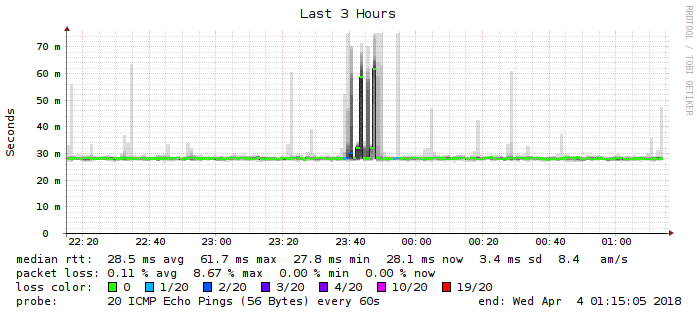 Last 3 Hours
RRDTOOL / TOBI OETIKER
Seconds
70 m
60 m
50 m
40 m
30 m
20 m
10 m
0
22:20 22:40 23:00 23:20 23:40 00:00 00:20 00:40 01:00
median rtt: 28.5 ms avg 61.7 ms max 27.8 ms min 28.1 ms now 3.4 ms sd 8.4 am/s
packet loss: 0.11 % avg 8.67 % max 0.00 % min 0.00 % now
loss color: 0 1/20 2/20 3/20 4/20 10/20 19/20
probe: 20 ICMP Echo Pings (56 Bytes) every 60s end: Wed Apr 4 01:15:05 2018